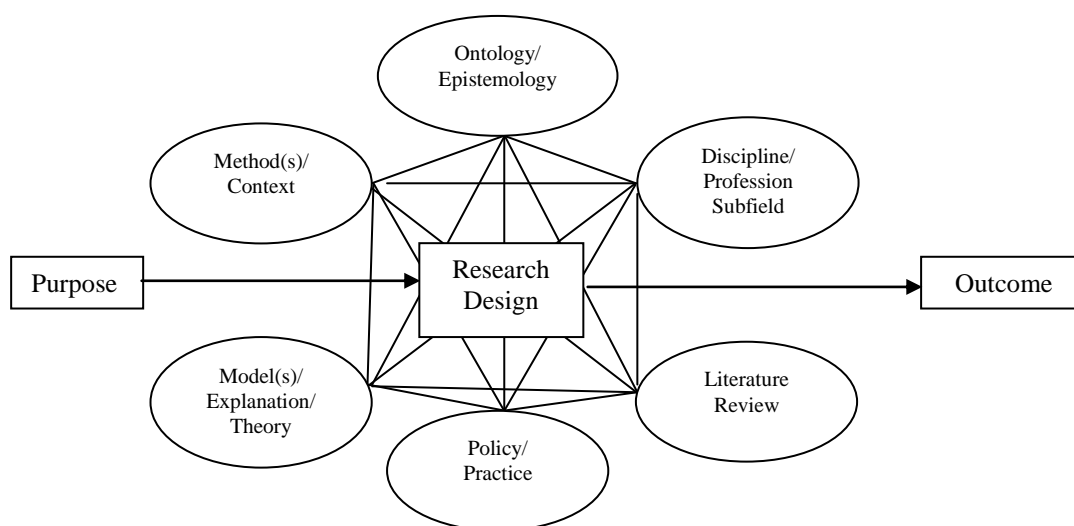 Ontology/
Epistemology
Method(s)/
Context
Discipline/
Profession
Subfield
Purpose
Research
Design
Outcome
Model(s)/
Explanation/
Theory
Literature
Review
Policy/
Practice